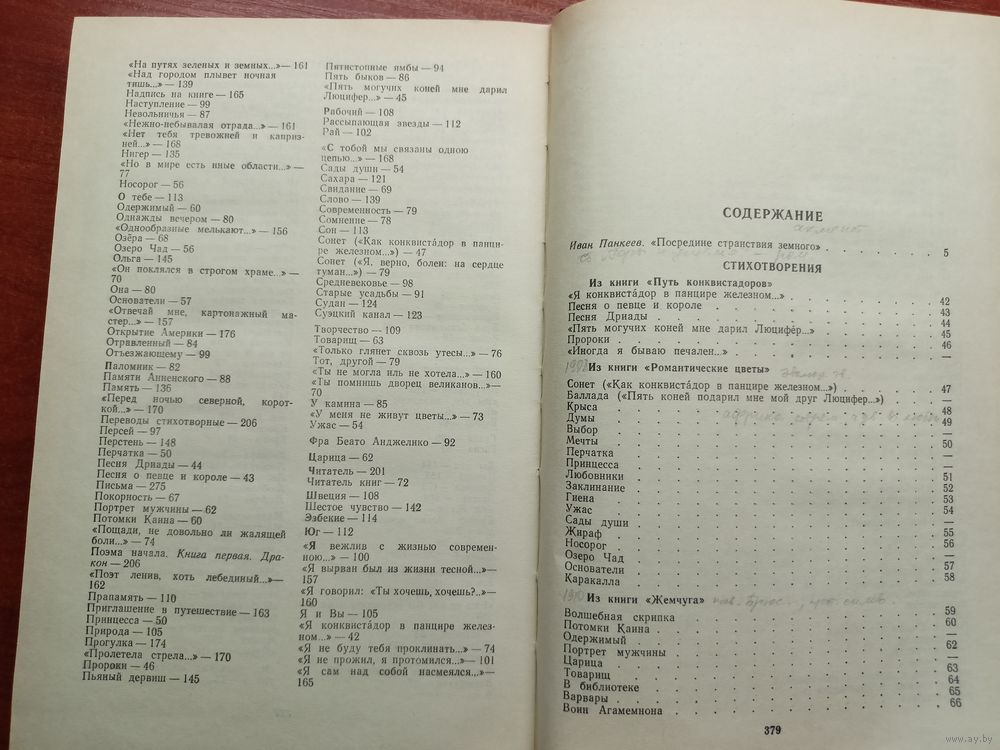 «На путях зеленых и земных...»— 161
«Над городом плывет ночная
тишь...» — 139
Надпись на книге — 165
Наступление — 99
Невольничья — 87
«Нежно-небывалая отрада...» — 161
«Нет тебя тревожней и каприз-
ней...» — 168
Нигер — 135
«Но в мире есть иные области...» —
77
Носорог — 56
О тебе — 113
Одержимый — 60
Однажды вечером — 80
«Однообразные мелькают...» — 156
Озёра — 68
Озеро Чад — 56
Ольга — 145
«Он поклялся в строгом храме...» —
70
Она — 80
Основатели — 57
«Отвечай мне, картонажный ма-
стер...» — 157
Открытие Америки — 176
Отравленный — 84
Отъезжающему — 99
Паломник — 82
Памяти Анненского — 88
Память — 136
«Перед ночью северной, корот-
кой...» — 170
Переводы стихотворные — 206
Персей — 97
Перстень — 148
Перчатка — 50
Песня Дриады — 44
Песня о певце и короле — 43
Письма — 275
Покорность — 67
Портрет мужчины — 62
Потомки Каина — 60
«Пощади, не довольно ли жалящей
боли...» — 74
Поэма начала. Книга первая. Дра-
кон — 206
«Поэт ленив, хоть лебединый...»—
162
Прапамять — 110
Приглашение в путешествие — 163
Принцесса — 50
Природа — 105
Прогулка — 174
«Пролетела стрела...» — 170
Пророки — 46
Пьяный дервиш — 145
Пятистопные ямбы — 94
Пять быков — 86
«Пять могучих коней мне дарил
Люцифер...» — 45
Рабочий — 108
Рассыпающая звезды — 112
Рай — 102
«С тобой мы связаны одною
цепью...» — 168
Сады души — 54
Сахара — 121
Свидание — 69
Слово — 139
Современность — 79
Сомнение — 78
Сон — 113
Сонет («Как конквистáдор в панци-
ре железном...») — 47
Сонет («Я, верно, болен: на сердце
туман...») — 79
Средневековье — 98
Старые усадьбы — 91
Судан — 124
Суэцкий канал — 123
Творчество — 109
Товарищ — 63
«Только глянет сквозь утесы...» — 76
Тот, другой — 79
«Ты не могла иль не хотела...» — 160
«Ты помнишь дворец великанов...» —
70
У камина — 85
«У меня не живут цветы...» — 73
Ужас — 54
Фра Беато Анджелико — 92
Царица — 62
Читатель — 201
Читатель книг — 72
Швеция — 108
Шестое чувство — 142
Эзбекие — 114
Юг — 112
«Я вежлив с жизнью современ-
ною...» — 100
«Я вырван был из жизни тесной...» —
157
«Я говорил: «Ты хочешь, хочешь?..»—
160
Я и Вы — 105
«Я конквистáдор в панцире желез-
ном...» — 42
«Я не буду тебя проклинать...» — 74
«Я не прожил, я протомился...» — 101
«Я сам над собой насмеялся...» —
165
СОДЕРЖАНИЕ
Иван Панкеев. «Посредине странствия земного» . 5
СТИХОТВОРЕНИЯ
Из книги «Путь конквистадоров»
«Я конквистáдор в панцире железном...» . 42
Песня о певце и короле . 43
Песня Дриады . 44
«Пять могучих коней мне дарил Люцифéр...» . 45
Пророки . 46
«Иногда я бываю печален...» . —
1908
Из книги «Романтические цветы»
Сонет («Как конквистáдор в панцире железном...») . 47
Баллада («Пять коней подарил мне мой друг Люцифер...») . —
Крыса . 48
Думы . 49
Выбор . —
Мечты . 50
Перчатка . —
Принцесса . —
Любовники . 51
Заклинание . 52
Гиена . 53
Ужас . 54
Сады души . —
Жираф . 55
Носорог . 56
Озеро Чад . —
Основатели . 57
Каракалла . 58
1910
Из книги «Жемчуга»
Волшебная скрипка . 59
Потомки Каина . 60
Одержимый . —
Портрет мужчины . 62
Царица . —
Товарищ . 63
В библиотеке . 64
Варвары . 65
Воин Агамемнона . 66
379
www.ay.by